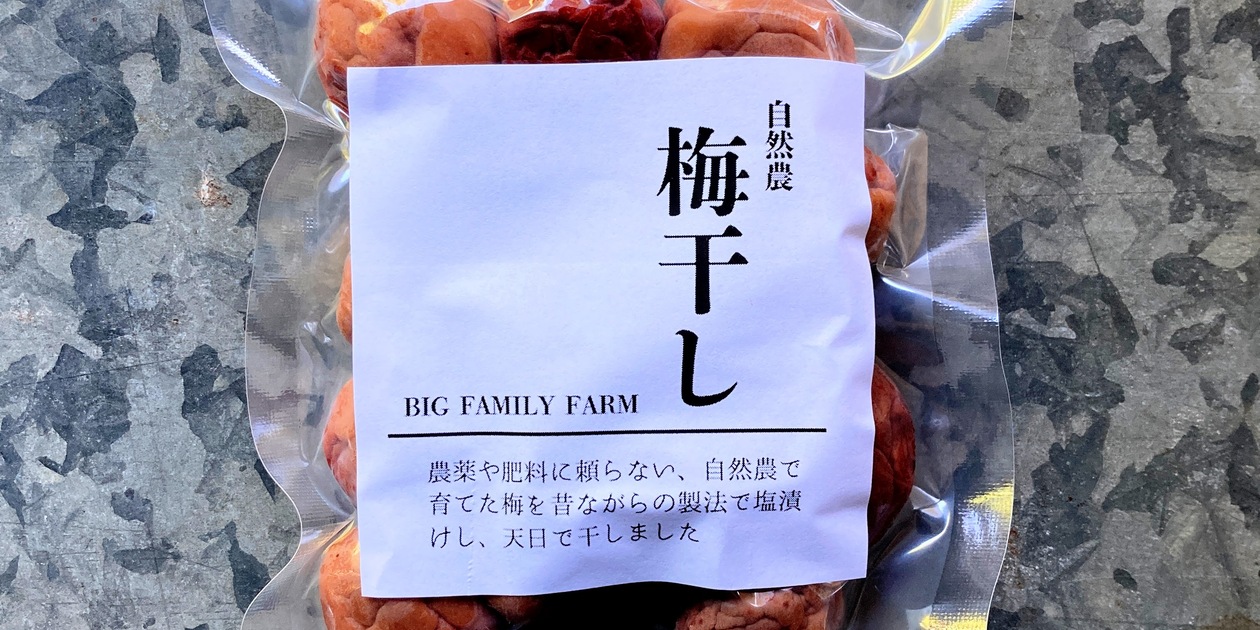 自然農
梅干し
BIG FAMILY FARM
農薬や肥料に頼らない、自然農で
育てた梅を昔ながらの製法で塩漬
けし、天日で干しました